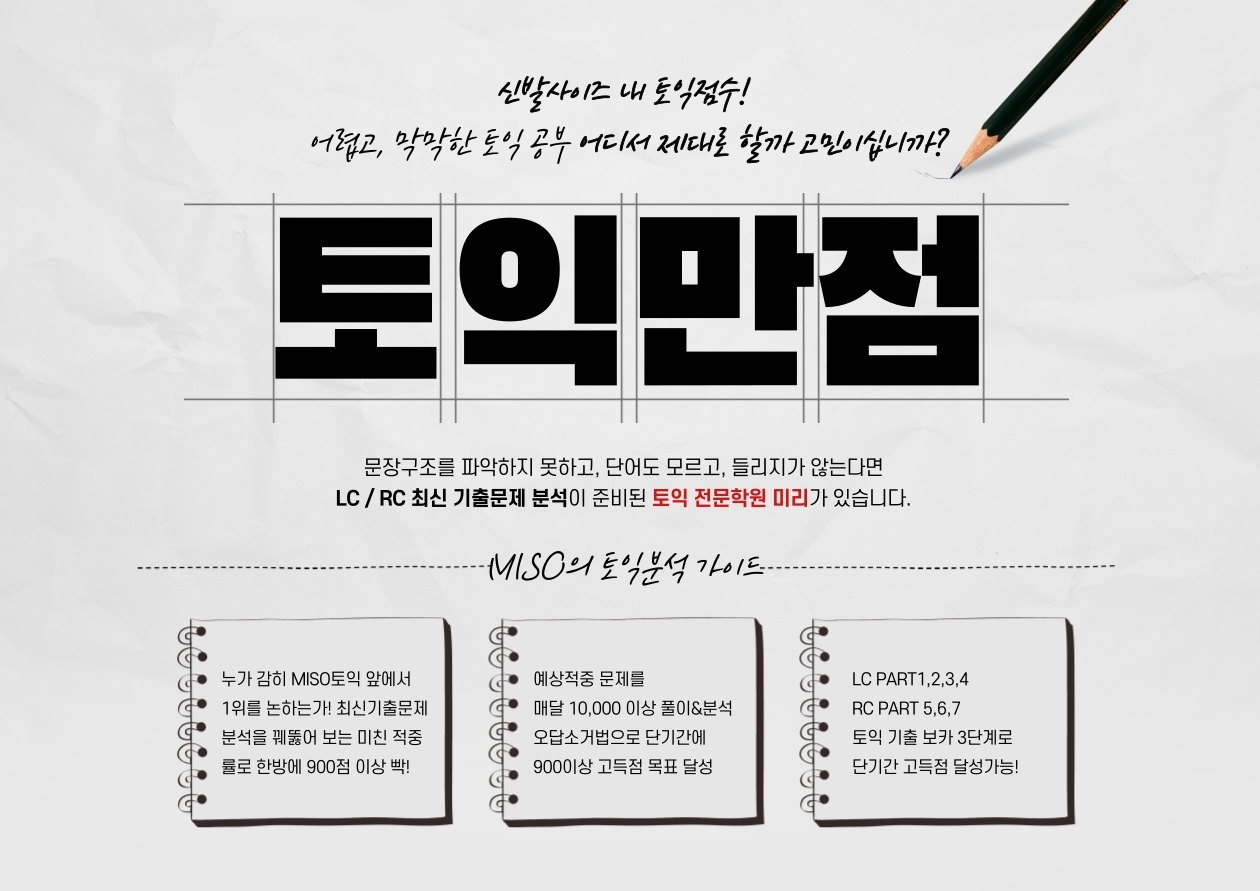 신발사이즈 내 토익점수!
어렵고, 막막한 토익 공부 어디서 제대로 할까 고민이십니까?
토익만점
문장구조를 파악하지 못하고, 단어도 모르고, 들리지가 않는다면
LC / RC 최신 기출문제 분석이 준비된 토익 전문학원 미리가 있습니다.
MISO의 토익분석 가이드
누가 감히 MISO토익 앞에서
1위를 논하는가! 최신기출문제
분석을 꿰뚫어 보는 미친 적중
률로 한방에 900점 이상 빡!
예상적중 문제를
매달 10,000 이상 풀이&분석
오답소거법으로 단기간에
900이상 고득점 목표 달성
LC PART1,2,3,4
RC PART 5,6,7
토익 기출 보카 3단계로
단기간 고득점 달성가능!